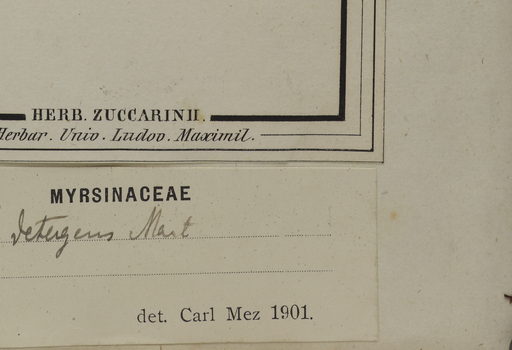 HERB. ZUCCARINII.
Herbar. Univ. Ludov. Maximil.
MYRSINACEAE
detergens Mart
det. Carl Mez 1901.